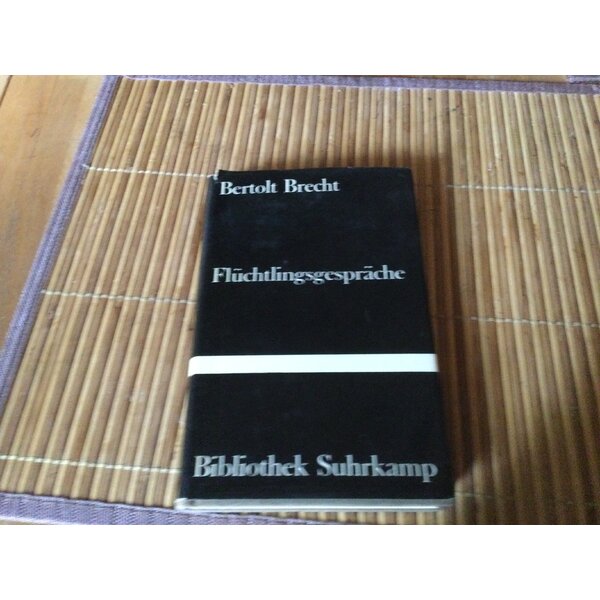 Bertolt Brecht
Flüchtlingsgespräche
Bibliothek Suhrkamp